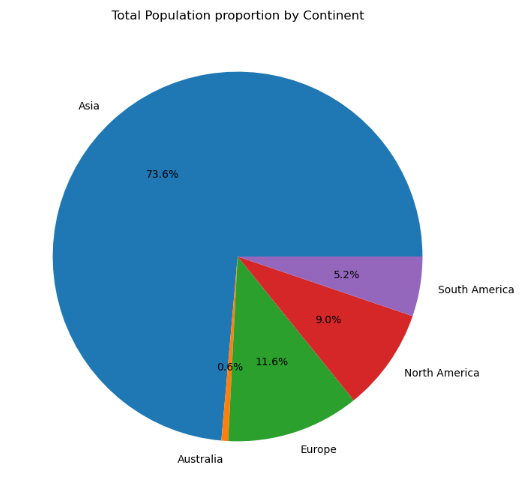 Total Population proportion by Continent
Asia
73.6%
5.2%
South America
9.0%
0.6%
11.6%
North America
Europe
Australia